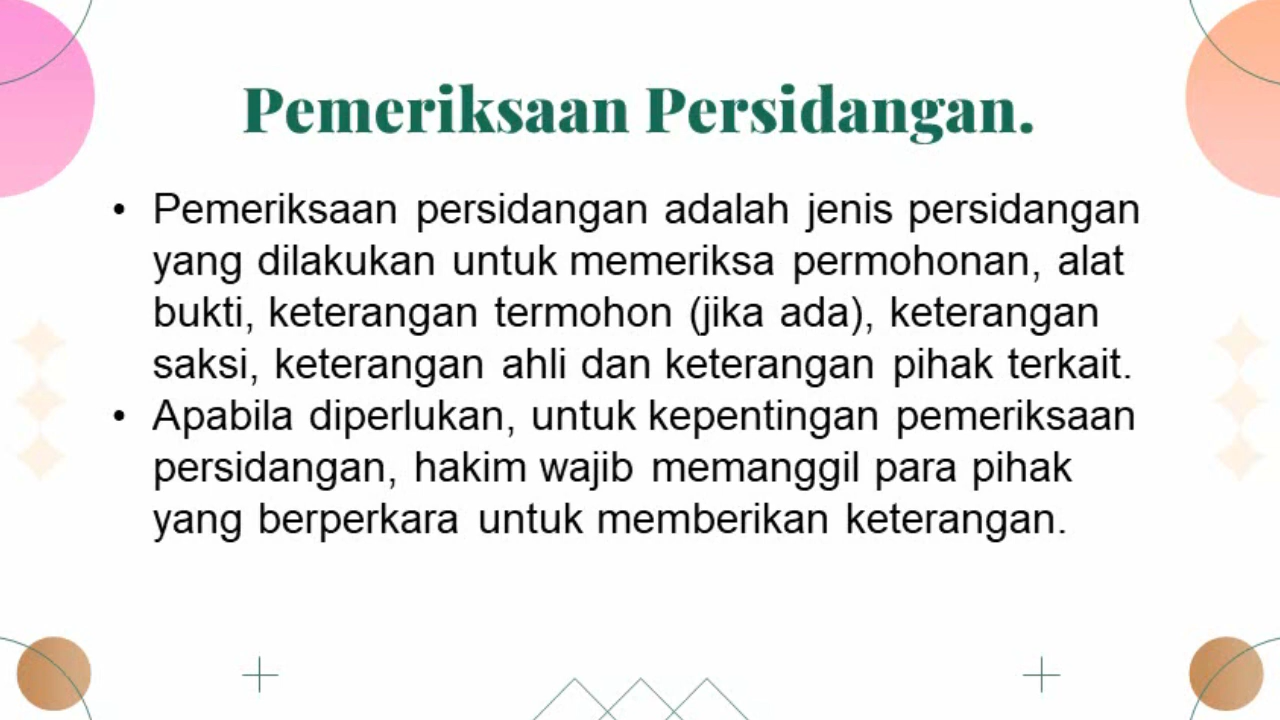 Pemeriksaan Persidangan.
• Pemeriksaan persidangan adalah jenis persidangan
yang dilakukan untuk memeriksa permohonan, alat
bukti, keterangan termohon (jika ada), keterangan
saksi, keterangan ahli dan keterangan pihak terkait.
• Apabila diperlukan, untuk kepentingan pemeriksaan
persidangan, hakim wajib memanggil para pihak
yang berperkara untuk memberikan keterangan.